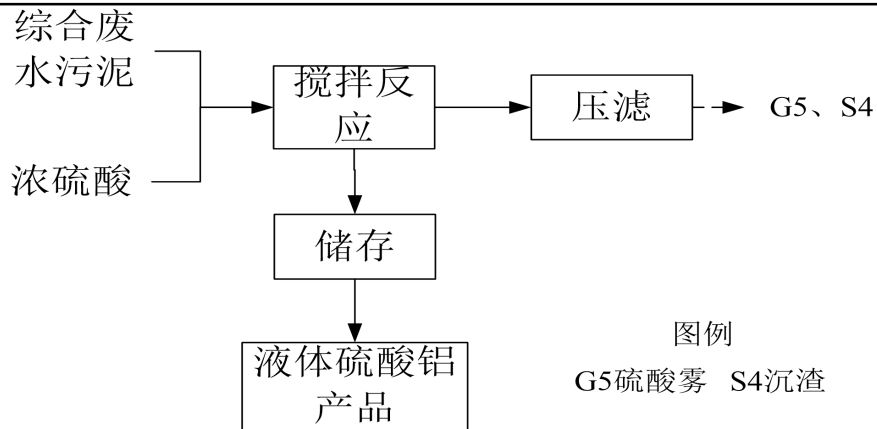 综合废
水污泥
浓硫酸
搅拌反
应
压滤
G5、S4
储存
液体硫酸铝
产品
图例
G5硫酸雾 S4沉渣